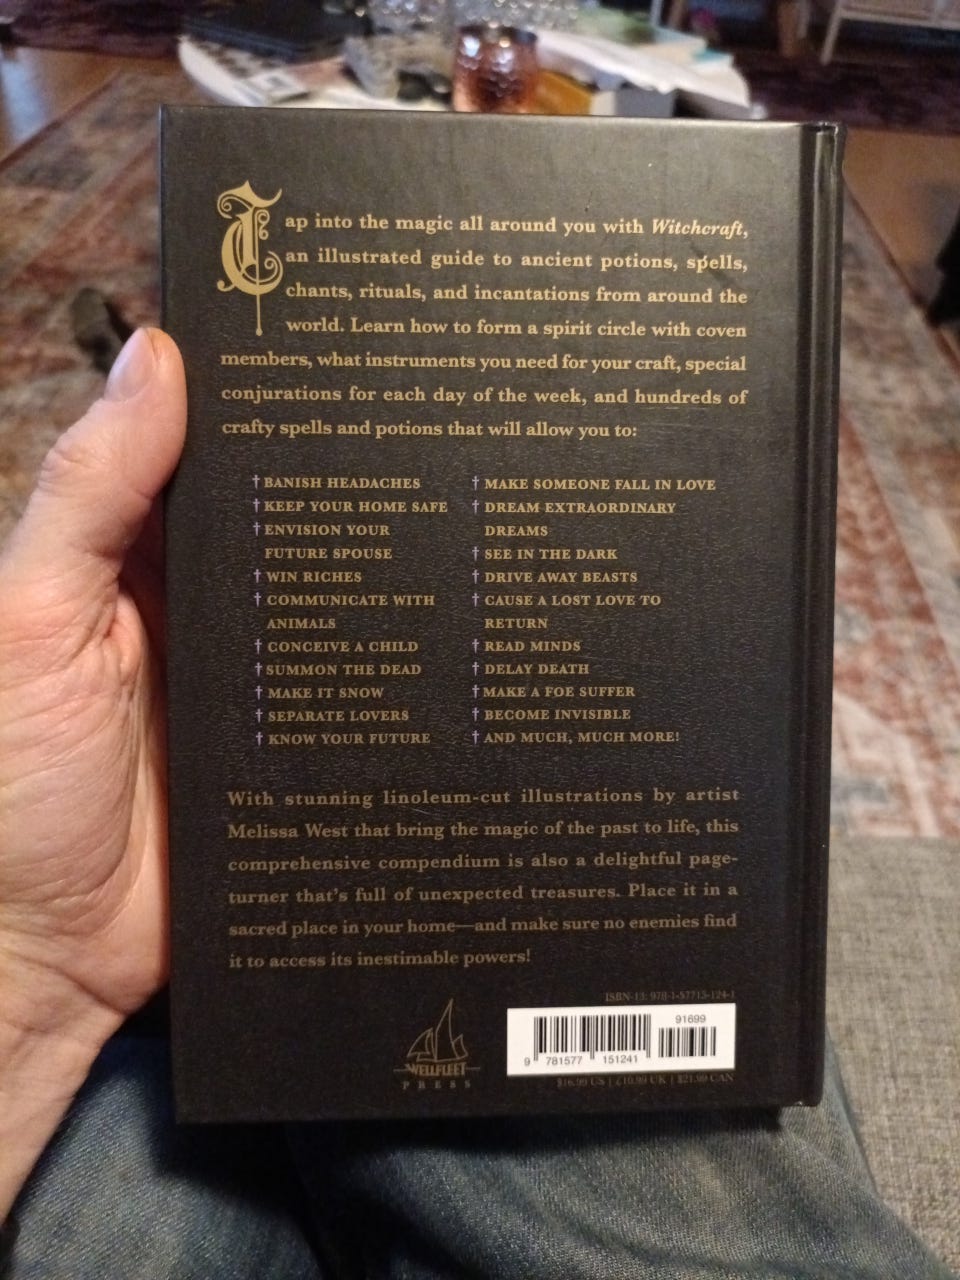 Tap into the magic all around you with Witchcraft,
an illustrated guide to ancient potions, spells,
chants, rituals, and incantations from around the
world. Learn how to form a spirit circle with coven
members, what instruments you need for your craft, special
conjurations for each day of the week, and hundreds of
crafty spells and potions that will allow you to:
† BANISH HEADACHES
† KEEP YOUR HOME SAFE
† ENVISION YOUR
FUTURE SPOUSE
† WIN RICHES
† COMMUNICATE WITH
ANIMALS
† CONCEIVE A CHILD
† SUMMON THE DEAD
† MAKE IT SNOW
† SEPARATE LOVERS
† KNOW YOUR FUTURE
† MAKE SOMEONE FALL IN LOVE
† DREAM EXTRAORDINARY
DREAMS
† SEE IN THE DARK
† DRIVE AWAY BEASTS
† CAUSE A LOST LOVE TO
RETURN
† READ MINDS
† DELAY DEATH
† MAKE A FOE SUFFER
† BECOME INVISIBLE
† AND MUCH, MUCH MORE!
With stunning linoleum-cut illustrations by artist
Melissa West that bring the magic of the past to life, this
comprehensive compendium is also a delightful page-
turner that's full of unexpected treasures. Place it in a
sacred place in your home—and make sure no enemies find
it to access its inestimable powers!
WELLFLEET
PRESS
ISBN-13: 978-1-57715-124-1
91699
9 781577 151241
$16.99 US | £10.99 UK | $21.99 CAN